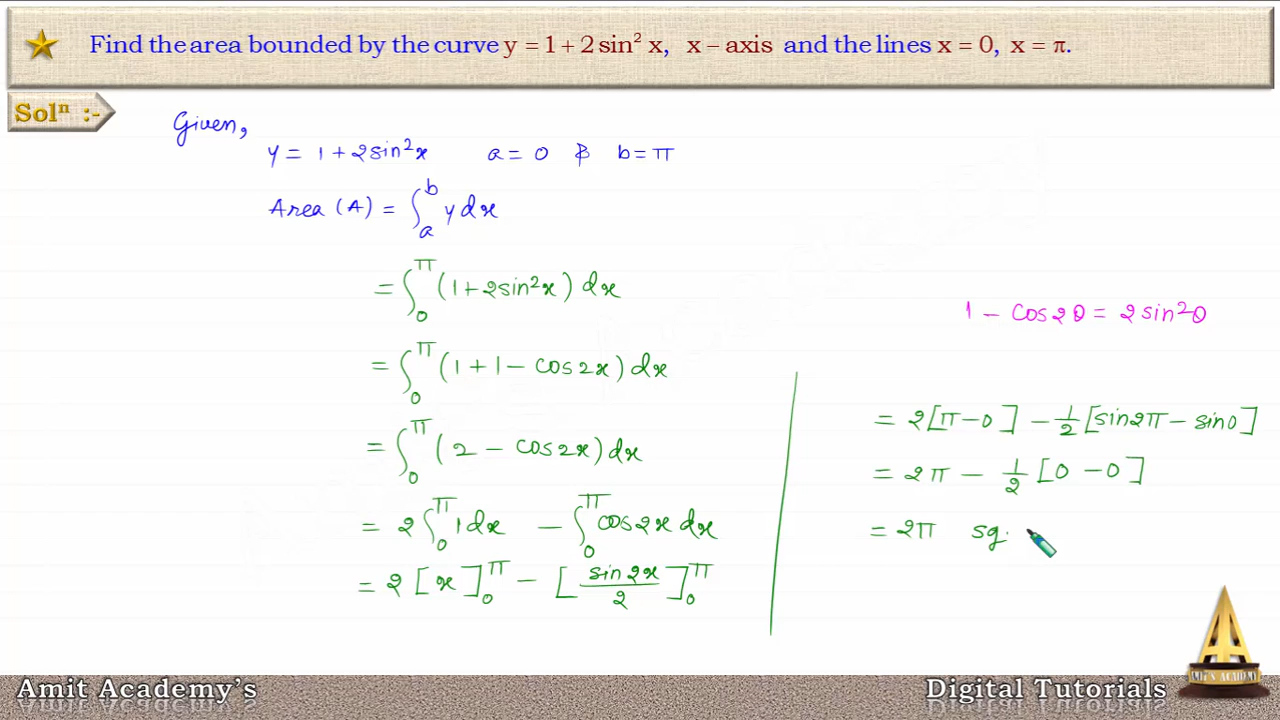 Find the area bounded by the curve y = 1 + 2 sin² x, x – axis and the lines x = 0, x = π.
Solⁿ :-
Given,
y = 1 + 2sin²x a = 0 & b = π
Area (A) = ∫ₐᵇ y dx
= ∫₀^π (1+2sin²x) dx
= ∫₀^π (1+1 – cos2x) dx
= ∫₀^π (2 – cos2x) dx
= 2 ∫₀^π 1dx – ∫₀^π cos2x dx
= 2 [x]₀^π – [sin2x/2]₀^π
1 – cos2θ = 2sin²θ
= 2[π–0] – 1/2 [sin2π – sin0]
= 2π – 1/2 [0 – 0]
= 2π sq.
Amit Academy's
Digital Tutorials
AMIT'S ACADEMY